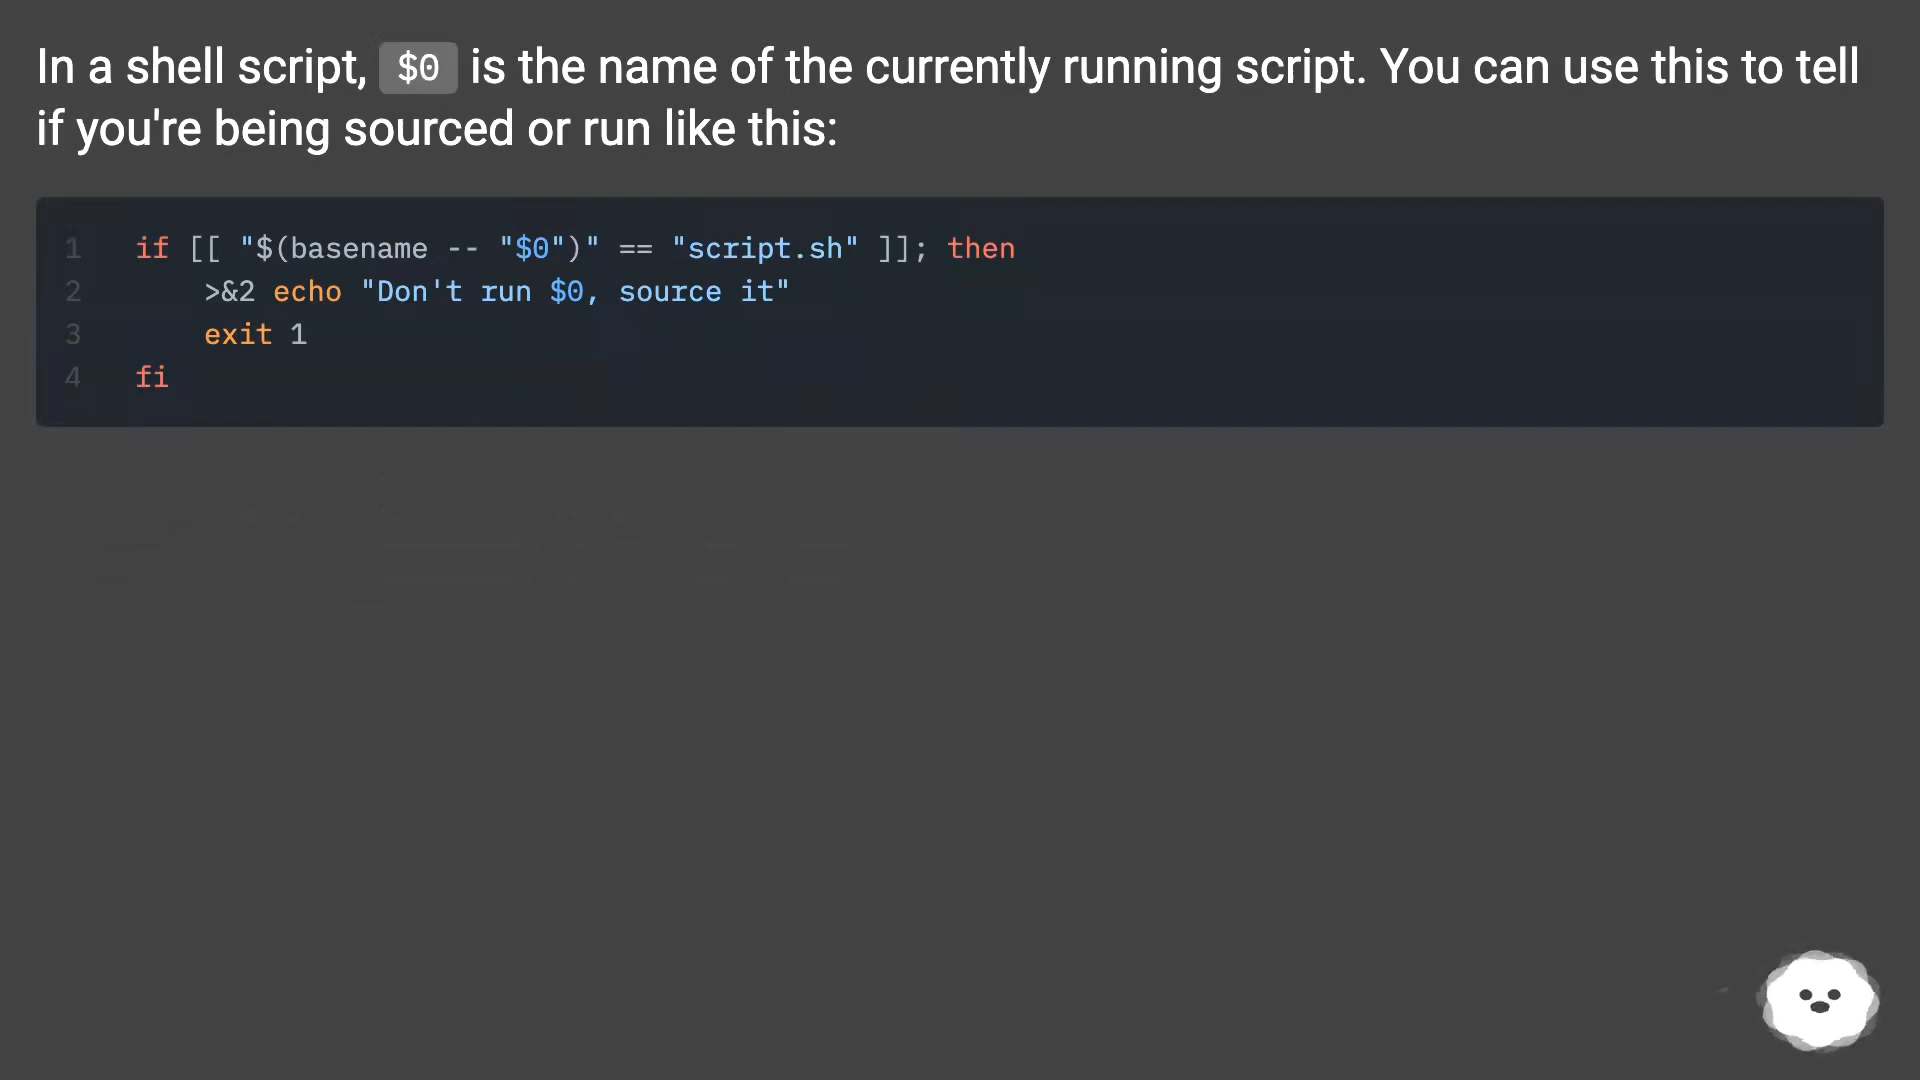 In a shell script, $0 is the name of the currently running script. You can use this to tell
if you're being sourced or run like this:
1 if [[ "$(basename -- "$0")" == "script.sh" ]]; then
2 >&2 echo "Don't run $0, source it"
3 exit 1
4 fi